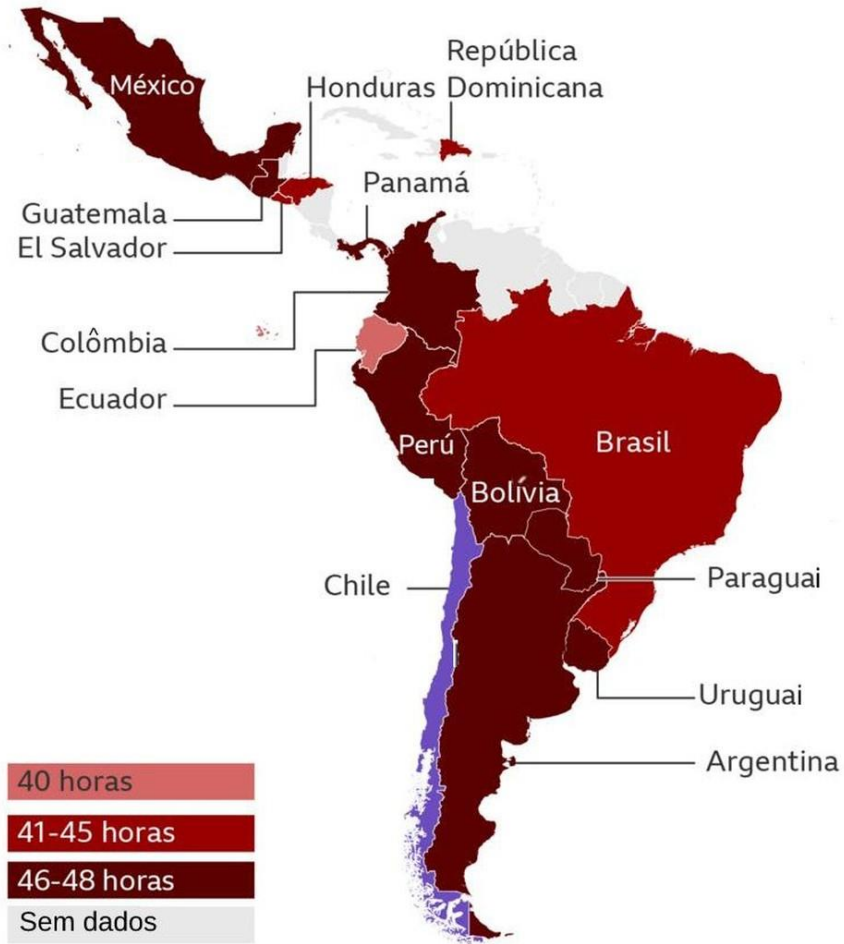 República
México
Honduras Dominicana
Panamá
Guatemala
El Salvador
Colômbia
Ecuador
Perú
Brasil
Bolívia
Chile
Paraguai
Uruguai
Argentina
40 horas
41-45 horas
46-48 horas
Sem dados